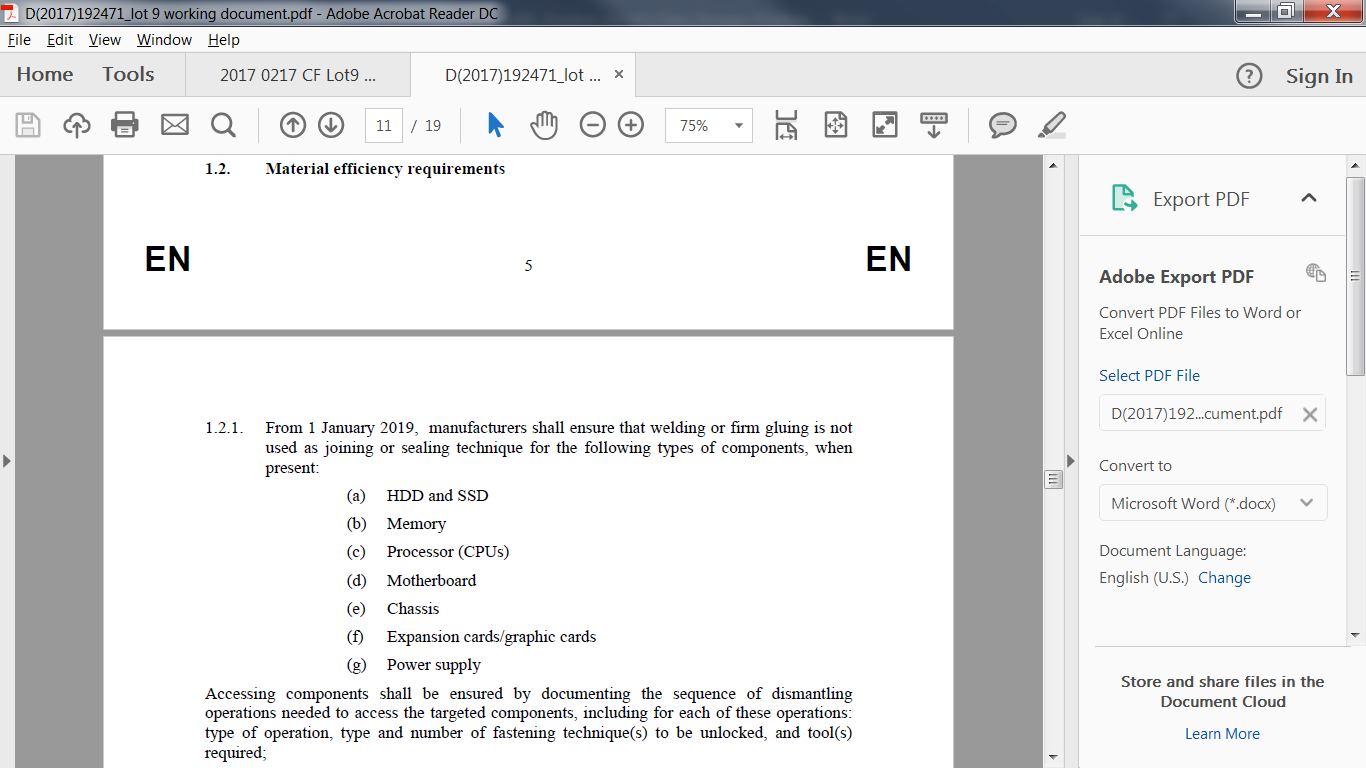 D(2017)192471_lot 9 working document.pdf - Adobe Acrobat Reader DC
File Edit View Window Help
Home Tools 2017 0217 CF Lot9 ... D(2017)192471_lot ... × ? Sign In
11 / 19 75%
1.2. Material efficiency requirements
EN 5 EN
1.2.1. From 1 January 2019, manufacturers shall ensure that welding or firm gluing is not
used as joining or sealing technique for the following types of components, when
present:
(a) HDD and SSD
(b) Memory
(c) Processor (CPUs)
(d) Motherboard
(e) Chassis
(f) Expansion cards/graphic cards
(g) Power supply
Accessing components shall be ensured by documenting the sequence of dismantling
operations needed to access the targeted components, including for each of these operations:
type of operation, type and number of fastening technique(s) to be unlocked, and tool(s)
required;
Export PDF
Adobe Export PDF
Convert PDF Files to Word or
Excel Online
Select PDF File
D(2017)192...cument.pdf
Convert to
Microsoft Word (*.docx)
Document Language:
English (U.S.) Change
Store and share files in the
Document Cloud
Learn More